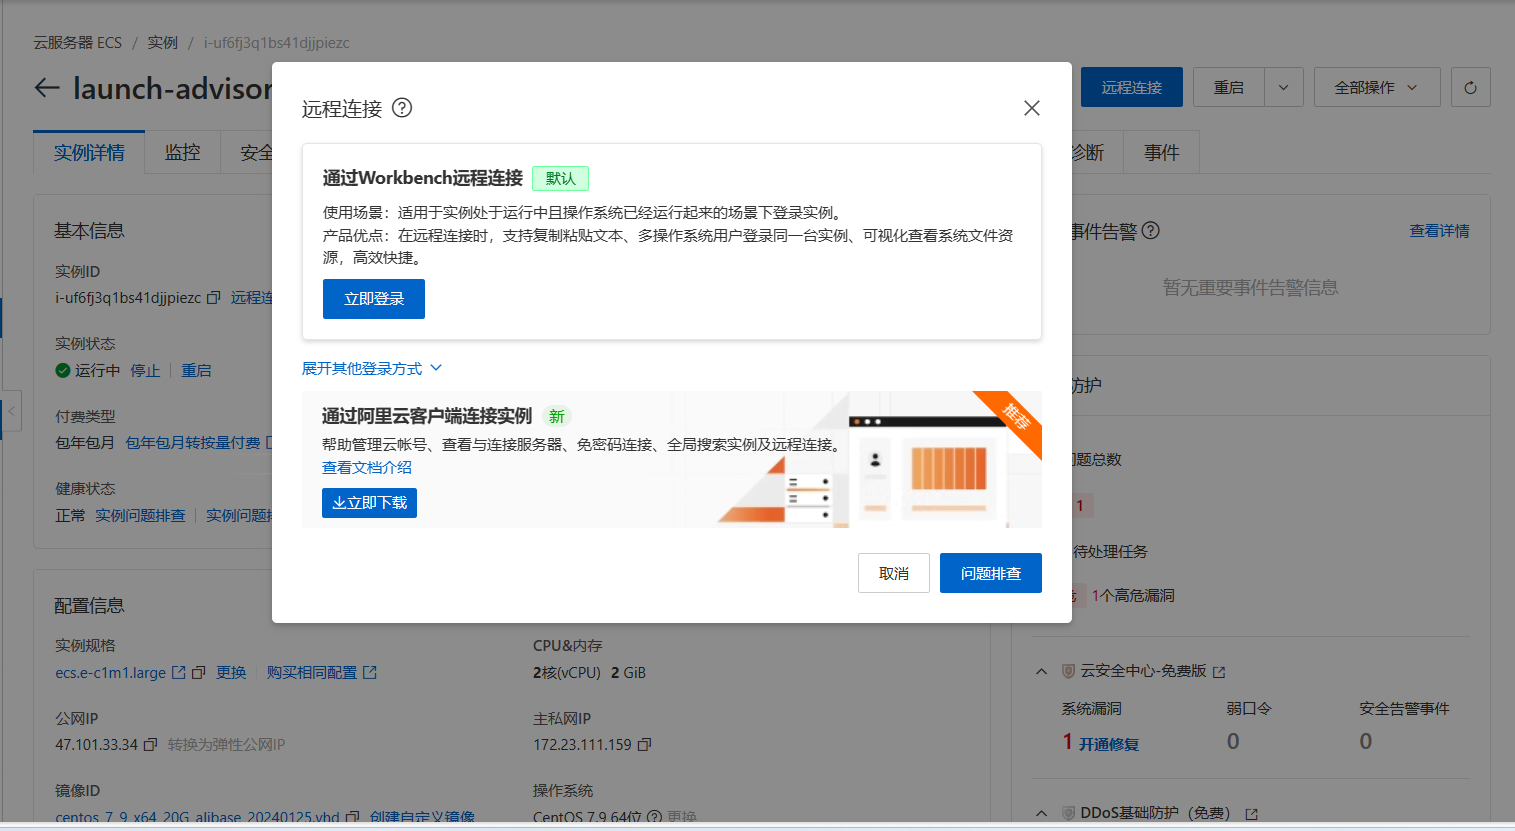 云服务器 ECS / 实例 / i-uf6fj3q1bs41djjpiezc
launch-advisor
远程连接
重启
全部操作
实例详情
监控
安全
诊断
事件
远程连接
通过Workbench远程连接 默认
使用场景：适用于实例处于运行中且操作系统已经运行起来的场景下登录实例。
产品优点：在远程连接时，支持复制粘贴文本、多操作系统用户登录同一台实例、可视化查看系统文件资
源，高效快捷。
立即登录
展开其他登录方式
通过阿里云客户端连接实例 新
帮助管理云帐号、查看与连接服务器、免密码连接、全局搜索实例及远程连接。
查看文档介绍
立即下载
推荐
取消
问题排查
基本信息
实例ID
i-uf6fj3q1bs41djjpiezc 远程连
实例状态
运行中 停止 重启
付费类型
包年包月 包年包月转按量付费
健康状态
正常 实例问题排查 实例问题排
配置信息
实例规格
ecs.e-c1m1.large 更换 购买相同配置
CPU&内存
2核(vCPU) 2 GiB
公网IP
47.101.33.34 转换为弹性公网IP
主私网IP
172.23.111.159
镜像ID
centos_7_9_x64_20G_alibase_20240125.vhd 创建自定义镜像
操作系统
CentOS 7.9 64位 更换
事件告警
查看详情
暂无重要事件告警信息
防护
问题总数
1
待处理任务
1个高危漏洞
云安全中心-免费版
系统漏洞
弱口令
安全告警事件
1 开通修复
0
0
DDoS基础防护（免费）